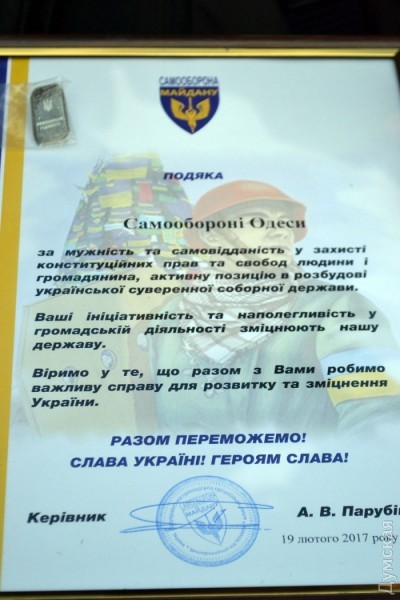 САМООБОРОНА
МАЙДАНУ
ПОДЯКА
Самообороні Одеси
за мужність та самовідданість у захисті
конституційних прав та свобод людини і
громадянина, активну позицію в розбудові
української суверенної соборної держави.
Ваші ініціативність та наполегливість у
громадській діяльності зміцнюють нашу
державу.
Віримо у те, що разом з Вами робимо
важливу справу для розвитку та зміцнення
України.
РАЗОМ ПЕРЕМОЖЕМО!
СЛАВА УКРАЇНІ! ГЕРОЯМ СЛАВА!
Керівник
А. В. Парубі
19 лютого 2017 року
Думская